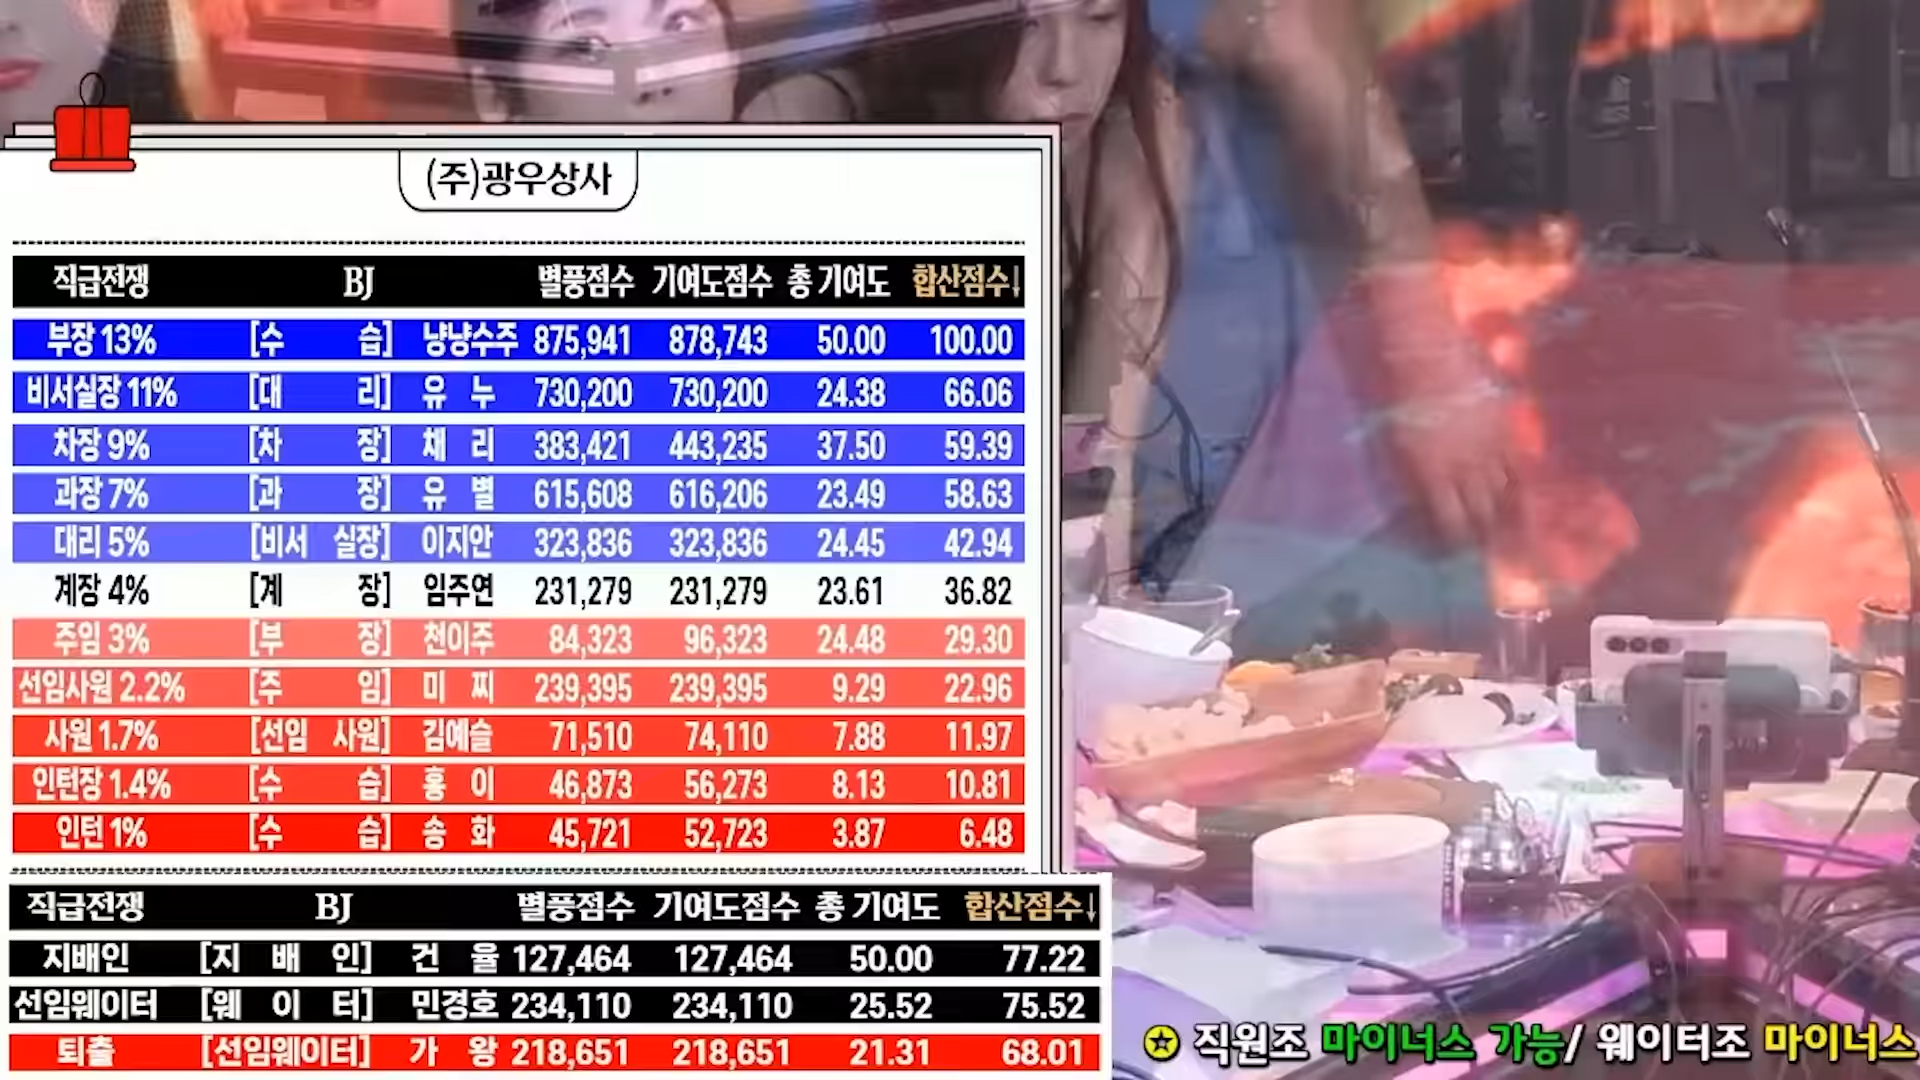 (주)광우상사
직급전쟁 BJ 별풍점수 기여도점수 총 기여도 합산점수↓
부장 13% [수 습] 냥냥수주 875,941 878,743 50.00 100.00
비서실장 11% [대 리] 유 누 730,200 730,200 24.38 66.06
차장 9% [차 장] 채 리 383,421 443,235 37.50 59.39
과장 7% [과 장] 유 별 615,608 616,206 23.49 58.63
대리 5% [비서 실장] 이지안 323,836 323,836 24.45 42.94
계장 4% [계 장] 임주연 231,279 231,279 23.61 36.82
주임 3% [부 장] 천이주 84,323 96,323 24.48 29.30
선임사원 2.2% [주 임] 미 찌 239,395 239,395 9.29 22.96
사원 1.7% [선임 사원] 김예슬 71,510 74,110 7.88 11.97
인턴장 1.4% [수 습] 홍 이 46,873 56,273 8.13 10.81
인턴 1% [수 습] 송 화 45,721 52,723 3.87 6.48
직급전쟁 BJ 별풍점수 기여도점수 총 기여도 합산점수↓
지배인 [지 배 인] 건 율 127,464 127,464 50.00 77.22
선임웨이터 [웨 이 터] 민경호 234,110 234,110 25.52 75.52
퇴출 [선임웨이터] 가 왕 218,651 218,651 21.31 68.01
직원조 마이너스 가능/ 웨이터조 마이너스